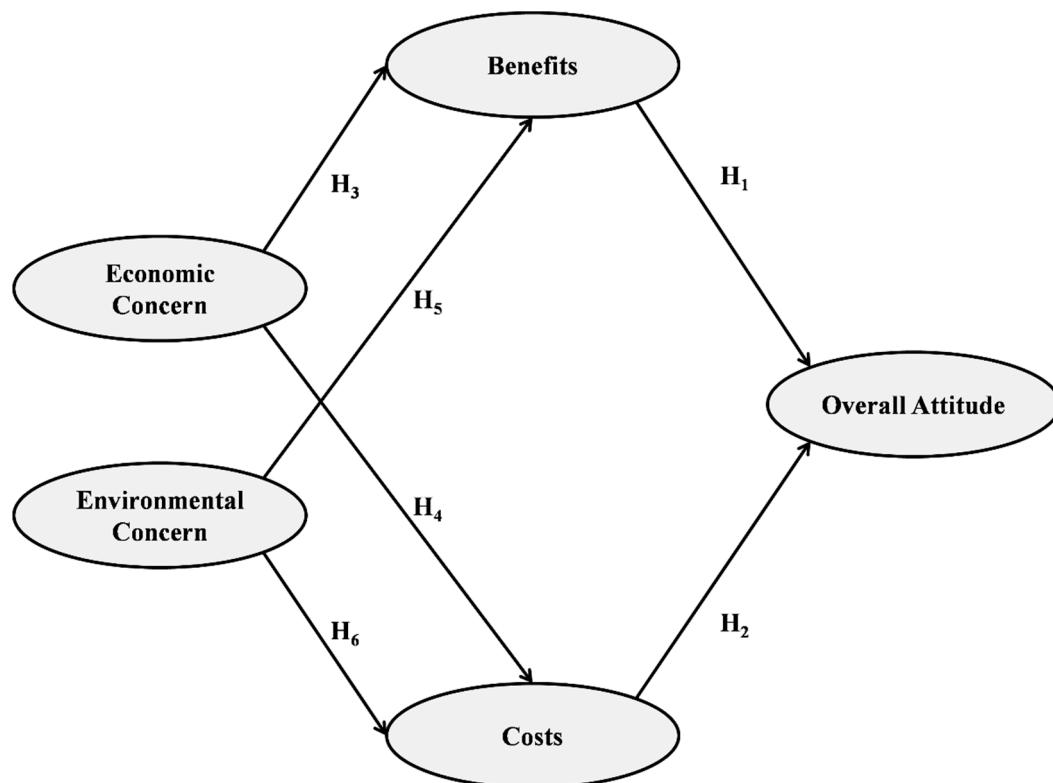 Benefits
H₃
H₁
Economic
Concern
H₅
Overall Attitude
Environmental
Concern
H₄
H₆
H₂
Costs